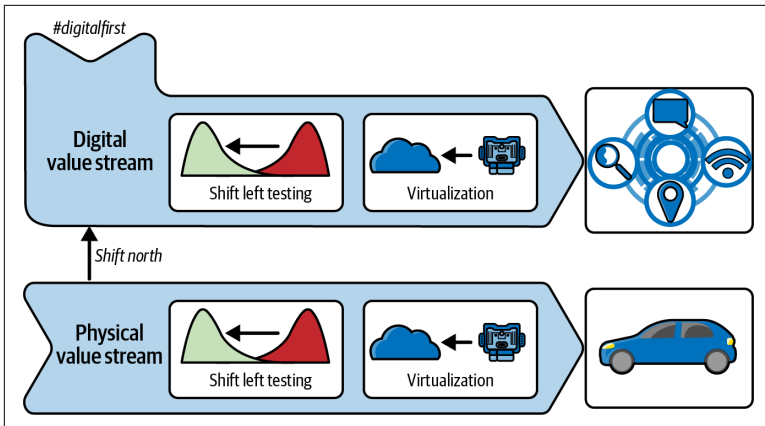 #digitalfirst
Digital
value stream
Shift left testing
Virtualization
Shift north
Physical
value stream
Shift left testing
Virtualization